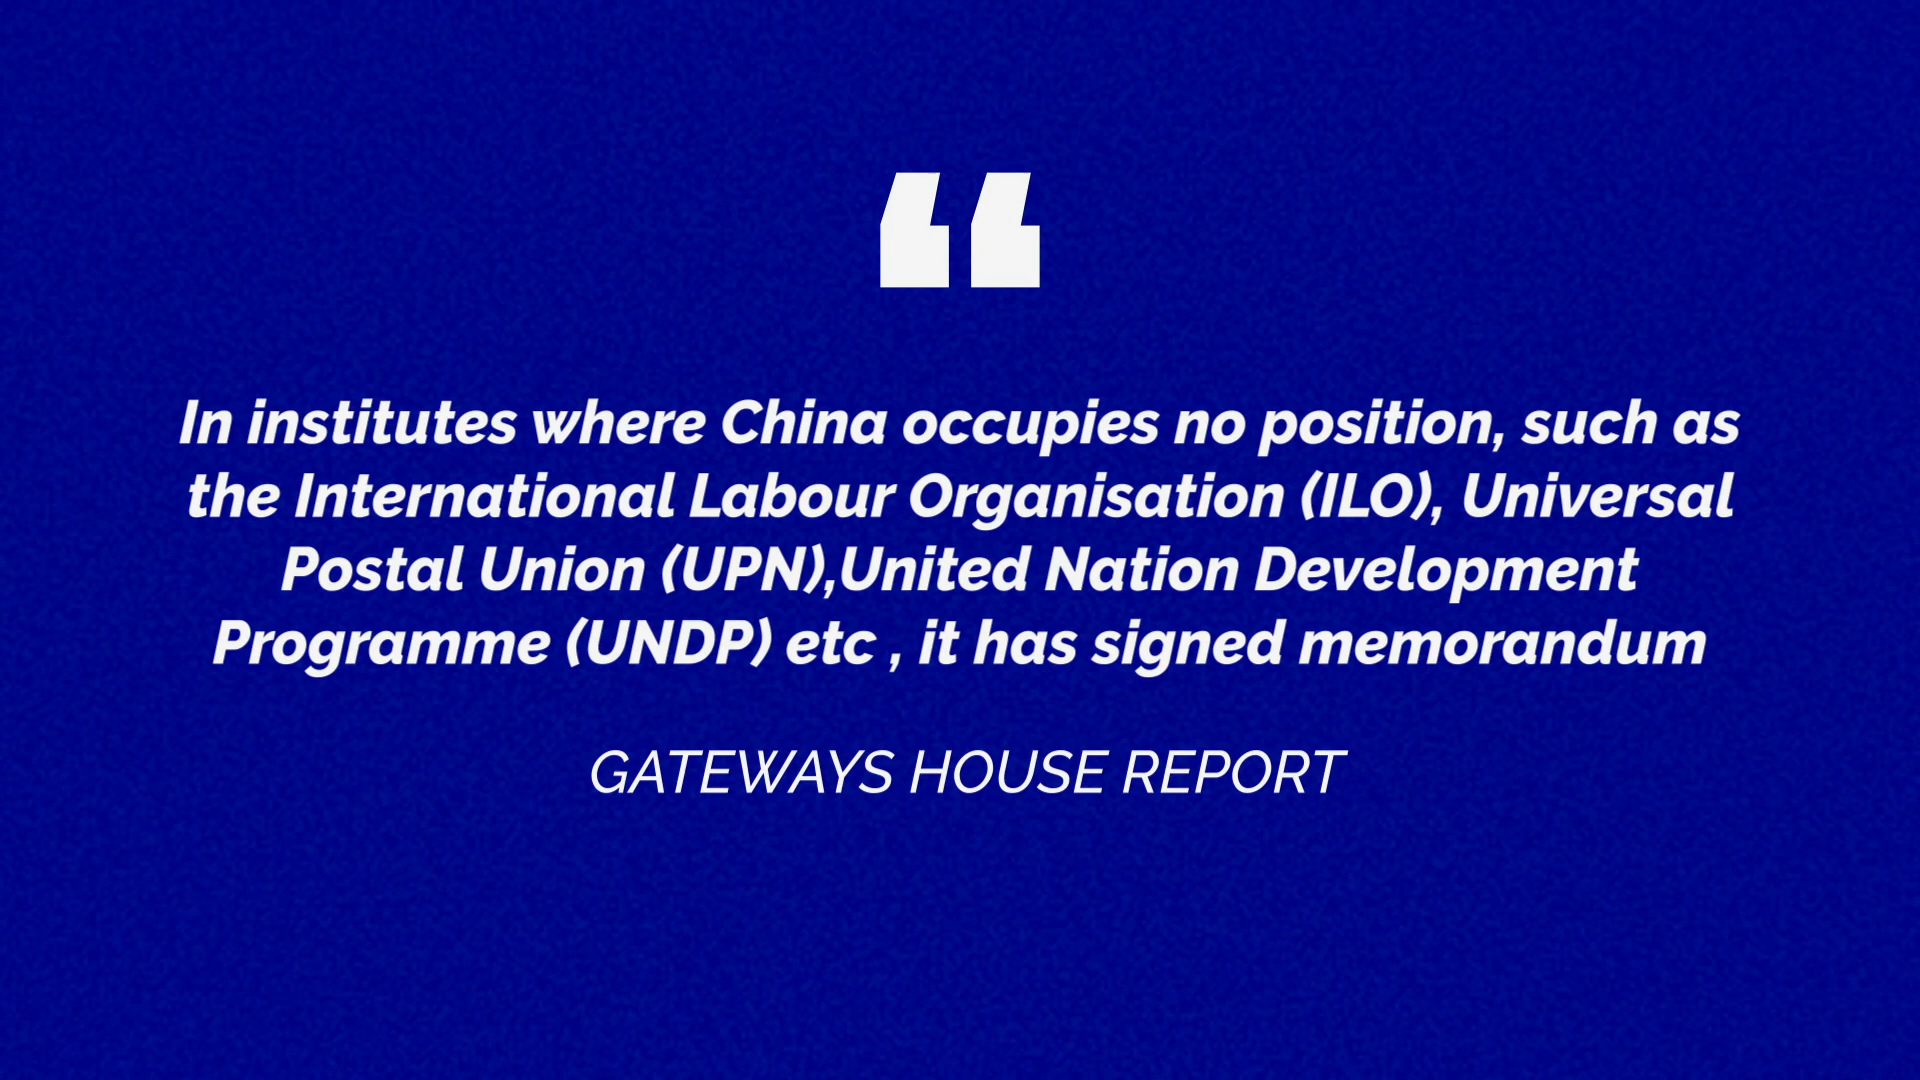 “
In institutes where China occupies no position, such as
the International Labour Organisation (ILO), Universal
Postal Union (UPN),United Nation Development
Programme (UNDP) etc , it has signed memorandum
GATEWAYS HOUSE REPORT